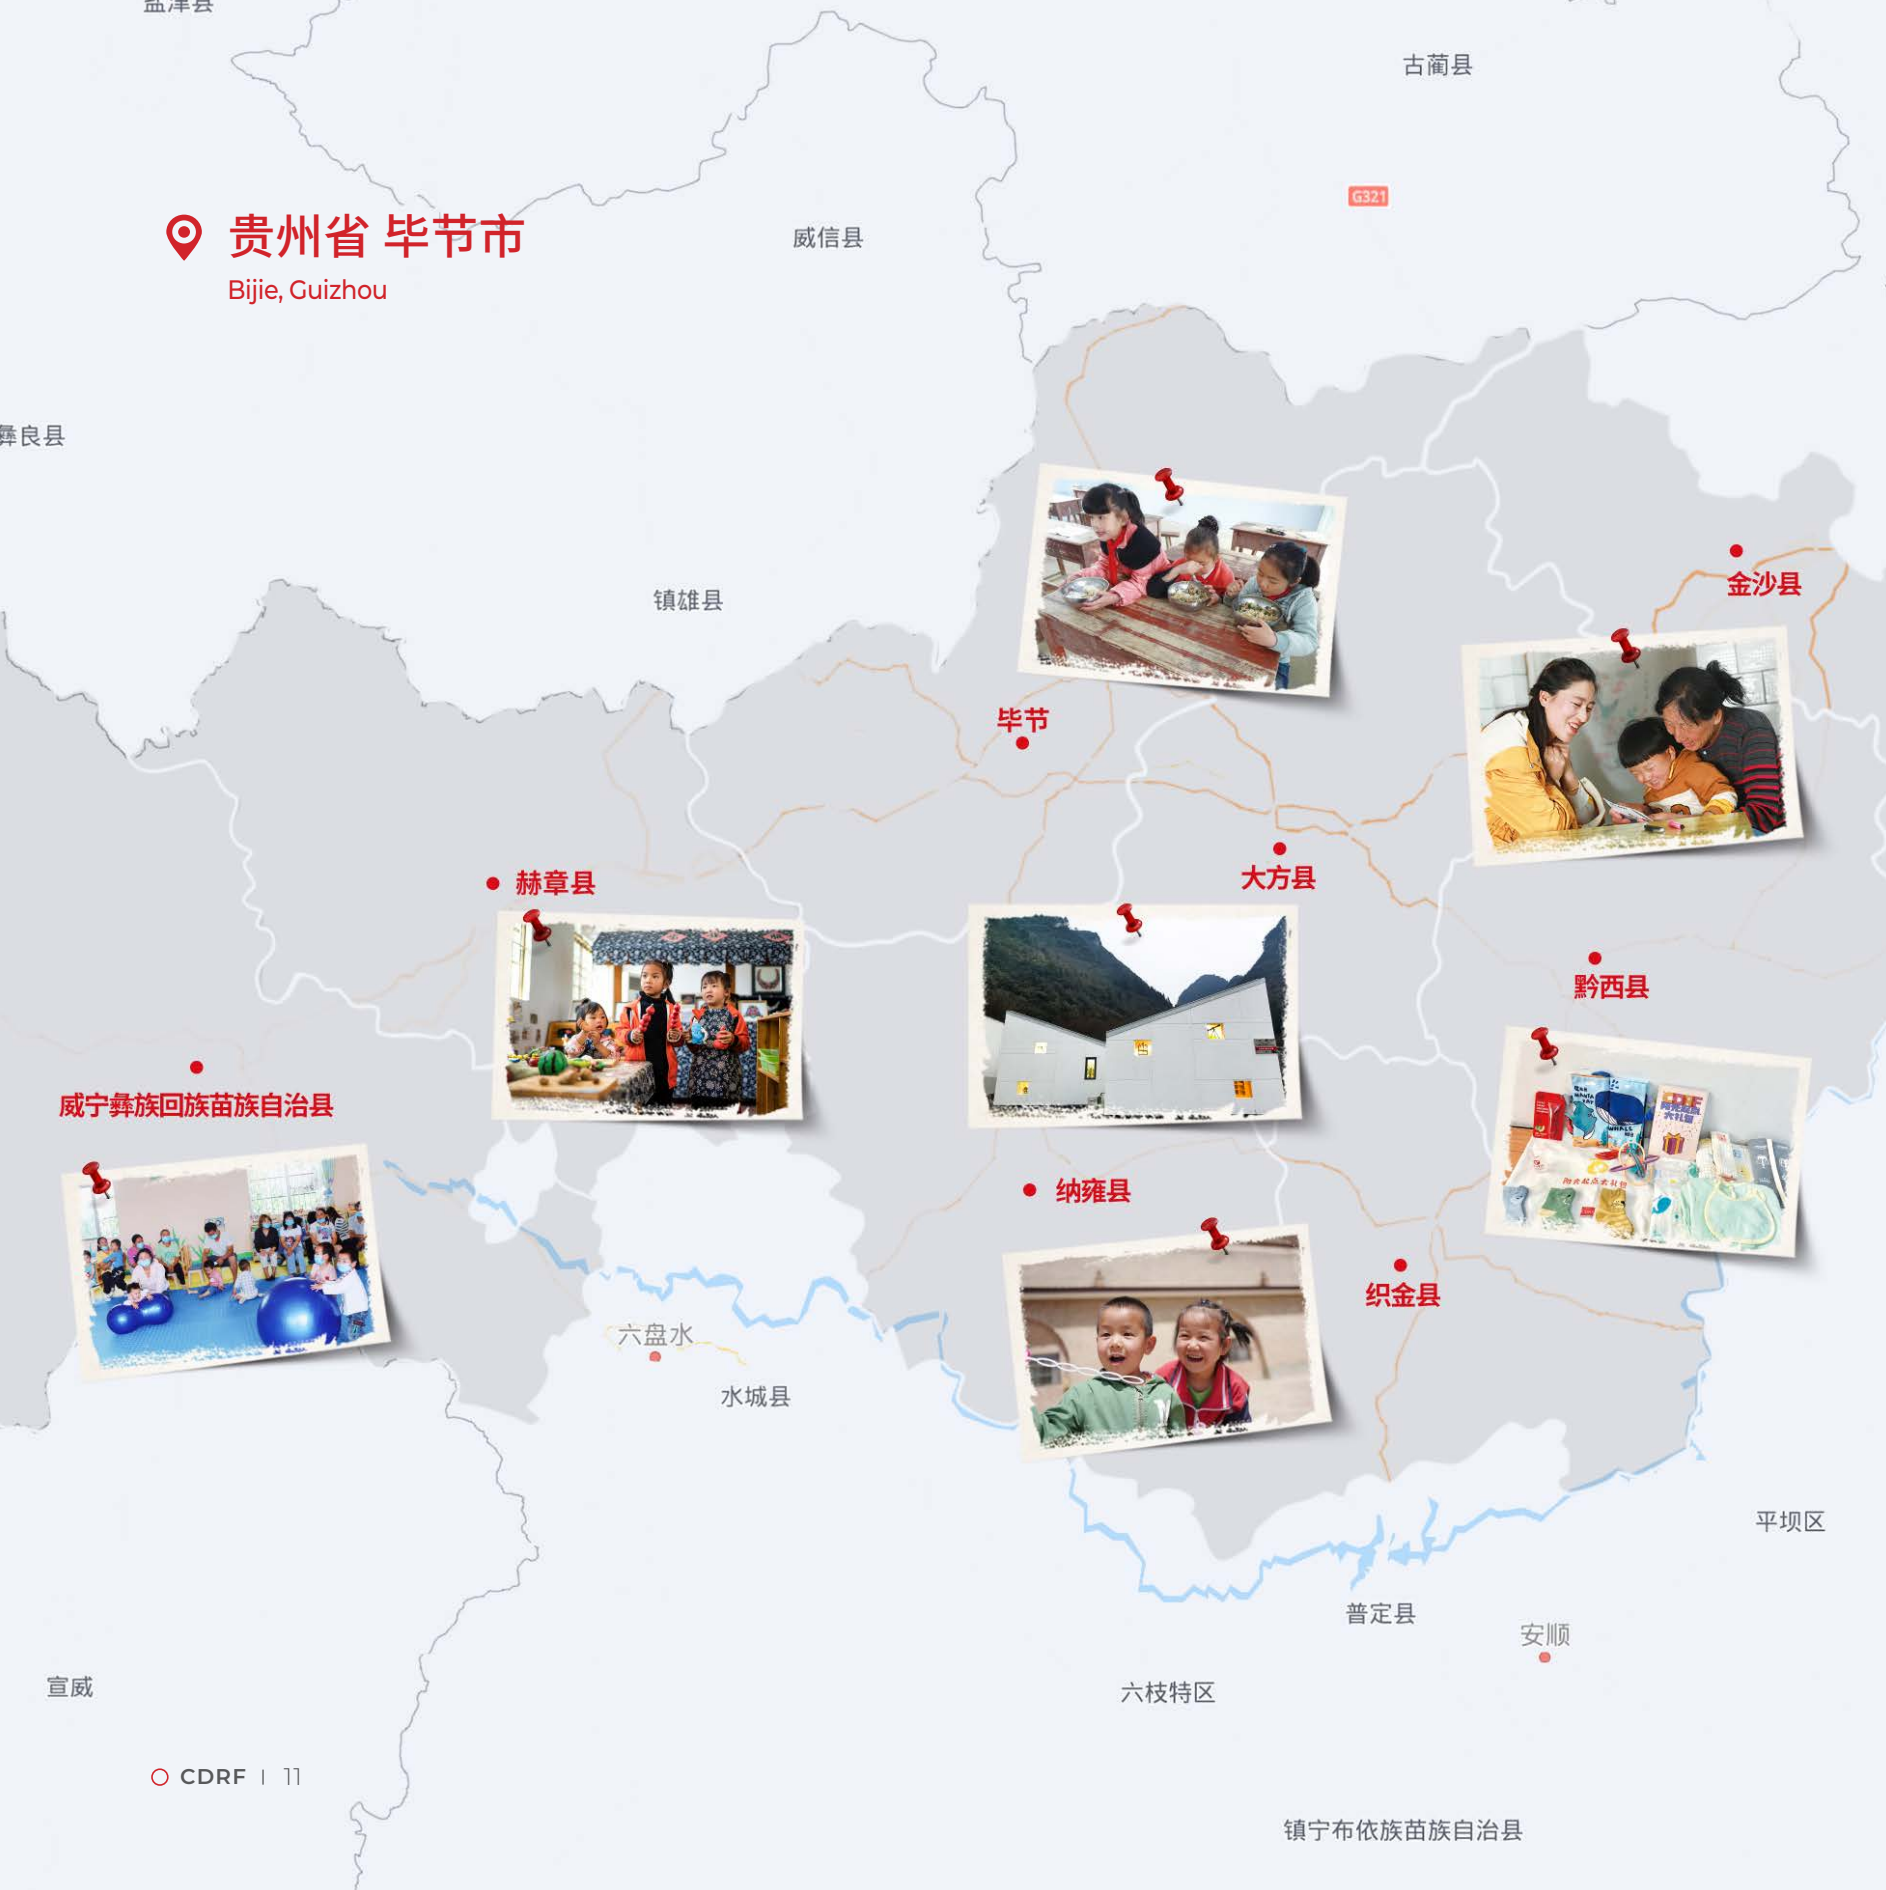 盐津县
古蔺县
G321
贵州省 毕节市
威信县
Bijie, Guizhou
彝良县
镇雄县
金沙县
毕节
大方县
赫章县
黔西县
威宁彝族回族苗族自治县
纳雍县
织金县
六盘水
水城县
平坝区
普定县
安顺
宣威
六枝特区
CDRF | 11
镇宁布依族苗族自治县